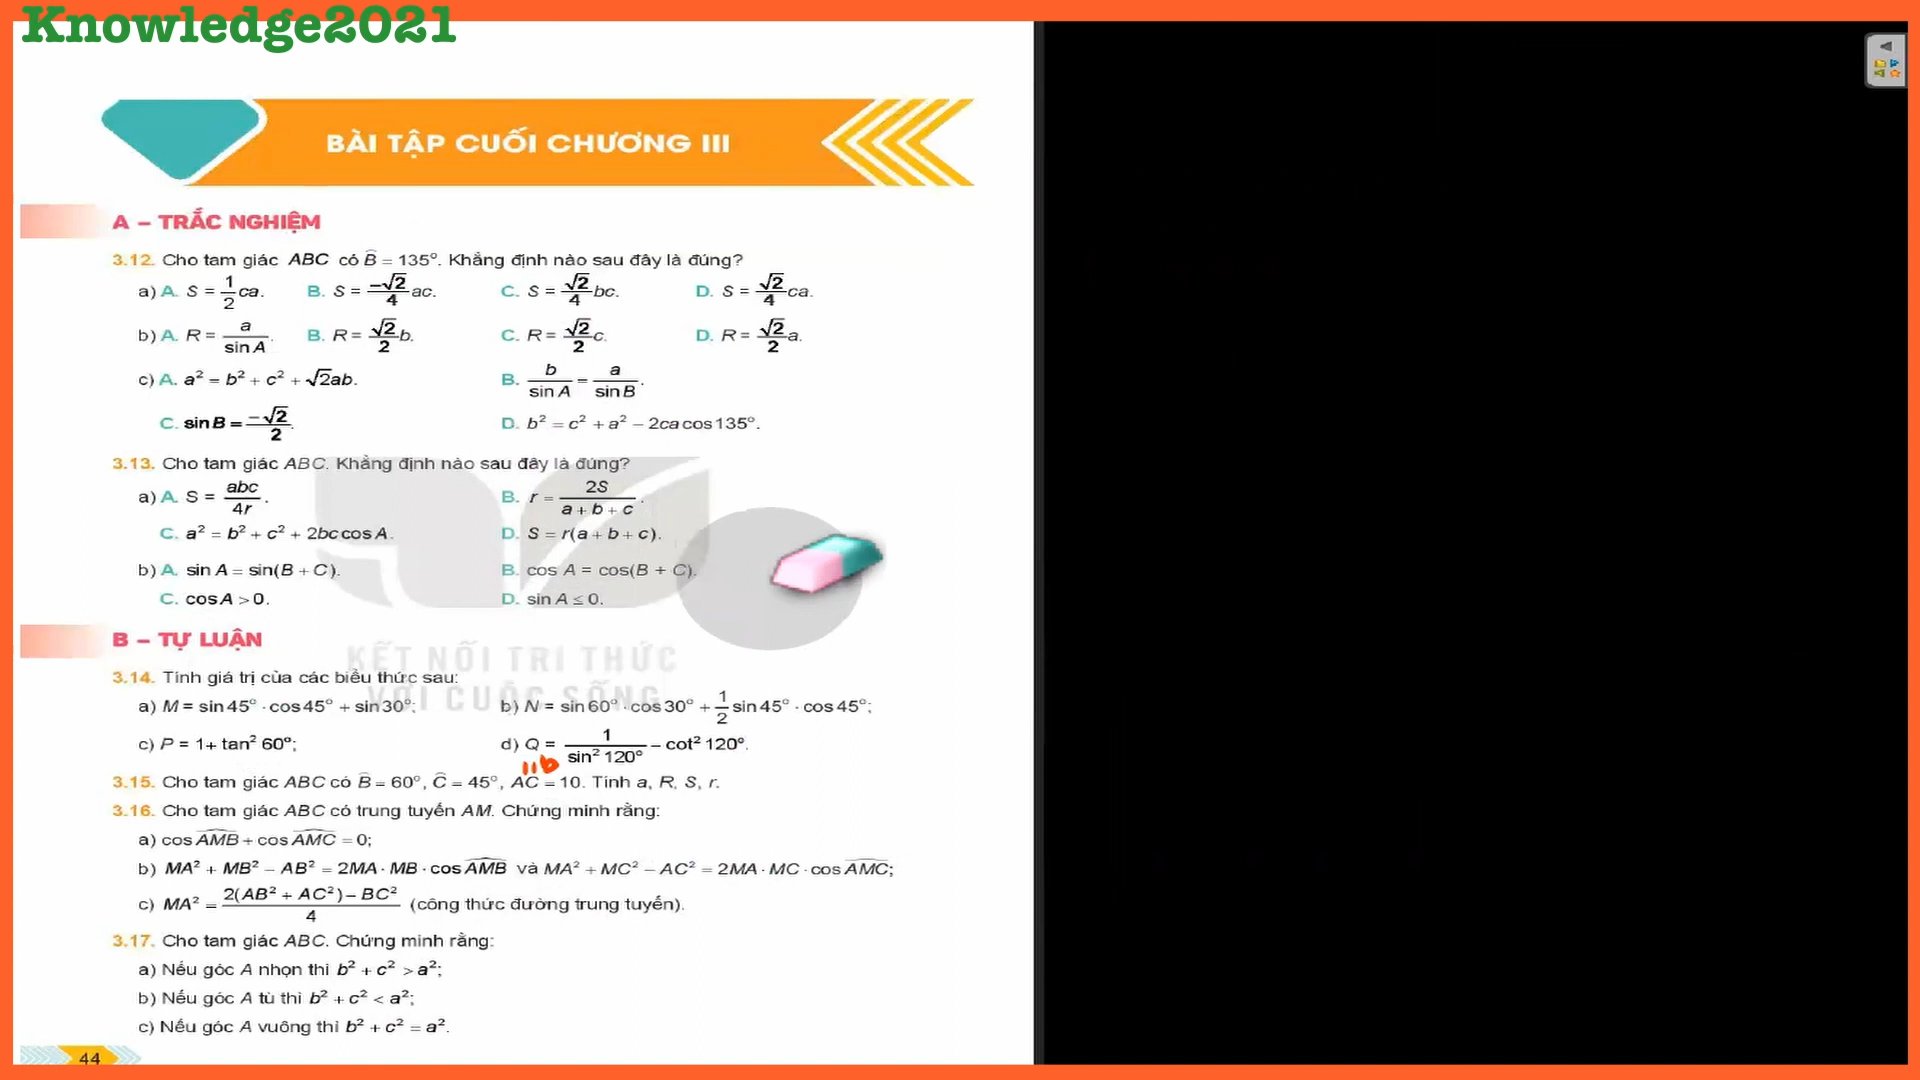 Knowledge2021
BÀI TẬP CUỐI CHƯƠNG III
A – TRẮC NGHIỆM
3.12. Cho tam giác ABC có B̂ = 135°. Khẳng định nào sau đây là đúng?
a) A. S = 1/2 ca. B. S = −√2/4 ac. C. S = √2/4 bc. D. S = √2/4 ca.
b) A. R = a/sin A. B. R = √2/2 b. C. R = √2/2 c. D. R = √2/2 a.
c) A. a² = b² + c² + √2ab. B. b/sin A = a/sin B.
C. sin B = −√2/2. D. b² = c² + a² − 2ca cos 135°.
3.13. Cho tam giác ABC. Khẳng định nào sau đây là đúng?
a) A. S = abc/4r. B. r = 2S/(a + b + c).
C. a² = b² + c² + 2bc cos A. D. S = r(a + b + c).
b) A. sin A = sin(B + C). B. cos A = cos(B + C).
C. cos A > 0. D. sin A ≤ 0.
B – TỰ LUẬN
KẾT NỐI TRI THỨC
VỚI CUỘC SỐNG
3.14. Tính giá trị của các biểu thức sau:
a) M = sin 45° · cos 45° + sin 30°; b) N = sin 60° · cos 30° + 1/2 sin 45° · cos 45°;
c) P = 1 + tan² 60°; d) Q = 1/sin² 120° − cot² 120°.
11b
3.15. Cho tam giác ABC có B̂ = 60°, Ĉ = 45°, AC = 10. Tính a, R, S, r.
3.16. Cho tam giác ABC có trung tuyến AM. Chứng minh rằng:
a) cos AMB + cos AMC = 0;
b) MA² + MB² − AB² = 2MA · MB · cos AMB và MA² + MC² − AC² = 2MA · MC · cos AMC;
c) MA² = (2(AB² + AC²) − BC²)/4 (công thức đường trung tuyến).
3.17. Cho tam giác ABC. Chứng minh rằng:
a) Nếu góc A nhọn thì b² + c² > a²;
b) Nếu góc A tù thì b² + c² < a²;
c) Nếu góc A vuông thì b² + c² = a².
44